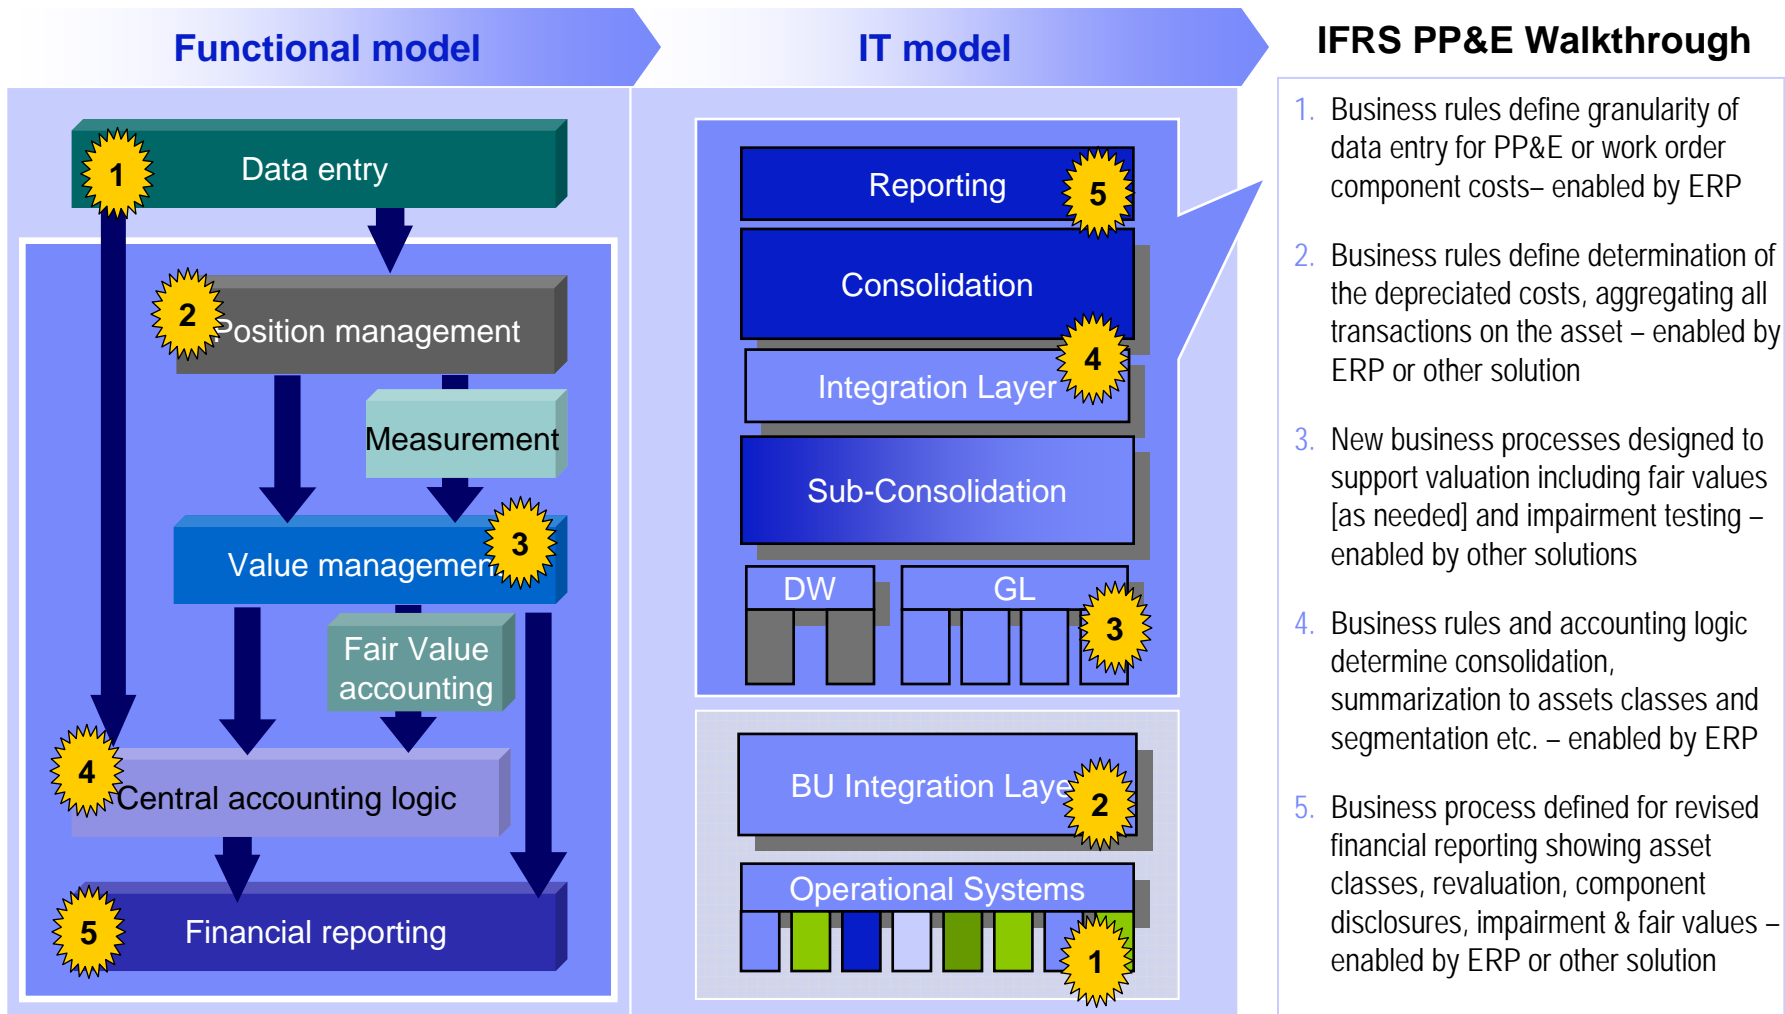 Functional model
IT model
IFRS PP&E Walkthrough
1
Data entry
2
Position management
Measurement
3
Value management
Fair Value
accounting
4
Central accounting logic
5
Financial reporting
Reporting
5
Consolidation
4
Integration Layer
Sub-Consolidation
DW
GL
3
BU Integration Layer
2
Operational Systems
1
1. Business rules define granularity of
data entry for PP&E or work order
component costs– enabled by ERP
2. Business rules define determination of
the depreciated costs, aggregating all
transactions on the asset – enabled by
ERP or other solution
3. New business processes designed to
support valuation including fair values
[as needed] and impairment testing –
enabled by other solutions
4. Business rules and accounting logic
determine consolidation,
summarization to assets classes and
segmentation etc. – enabled by ERP
5. Business process defined for revised
financial reporting showing asset
classes, revaluation, component
disclosures, impairment & fair values –
enabled by ERP or other solution